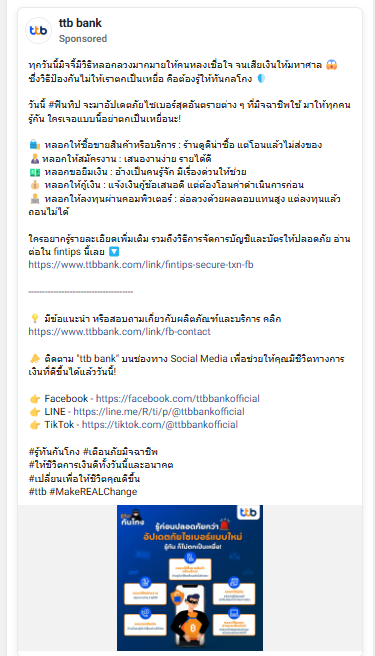 ttb bank
Sponsored
ทุกวันนี้มิจจี้มีวิธีหลอกลวงมากมายให้คนหลงเชื่อใจ จนเสียเงินให้มหาศาล 😱
ซึ่งวิธีป้องกันไม่ให้เราตกเป็นเหยื่อ คือต้องรู้ให้ทันกลโกง 🛡️
วันนี้ #ฟินทิป จะมาอัปเดตภัยไซเบอร์สุดอันตรายต่าง ๆ ที่มิจฉาชีพใช้ มาให้ทุกคน
รู้กัน ใครเจอแบบนี้อย่าตกเป็นเหยื่อนะ!
🛍️ หลอกให้ซื้อขายสินค้าหรือบริการ : ร้านดูดีน่าซื้อ แต่โอนแล้วไม่ส่งของ
หลอกให้สมัครงาน : เสนองานง่าย รายได้ดี
💵 หลอกขอยืมเงิน : อ้างเป็นคนรู้จัก มีเรื่องด่วนให้ช่วย
💰 หลอกให้กู้เงิน : แจ้งเงินกู้ข้อเสนอดี แต่ต้องโอนค่าดำเนินการก่อน
หลอกให้ลงทุนผ่านคอมพิวเตอร์ : ล่อลวงด้วยผลตอบแทนสูง แต่ลงทุนแล้ว
ถอนไม่ได้
ใครอยากรู้รายละเอียดเพิ่มเติม รวมถึงวิธีการจัดการบัญชีและบัตรให้ปลอดภัย อ่าน
ต่อใน fintips นี้เลย 🔽
https://www.ttbbank.com/link/fintips-secure-txn-fb
-----------------------------------
💡 มีข้อแนะนำ หรือสอบถามเกี่ยวกับผลิตภัณฑ์และบริการ คลิก
https://www.ttbbank.com/link/fb-contact
📣 ติดตาม "ttb bank" บนช่องทาง Social Media เพื่อช่วยให้คุณมีชีวิตทางการ
เงินที่ดีขึ้นได้แล้ววันนี้!
👉 Facebook - https://facebook.com/ttbbankofficial
👉 LINE - https://line.me/R/ti/p/@ttbbankofficial
👉 TikTok - https://tiktok.com/@ttbbankofficial
#รู้ทันกันโกง #เตือนภัยมิจฉาชีพ
#ให้ชีวิตการเงินดีทั้งวันนี้และอนาคต
#เปลี่ยนเพื่อให้ชีวิตคุณดีขึ้น
#ttb #MakeREALChange
กันโกง
ttb
รู้ก่อนปลอดภัยกว่า
อัปเดตภัยไซเบอร์แบบใหม่
รู้ทัน ก็ไม่ตกเป็นเหยื่อ!